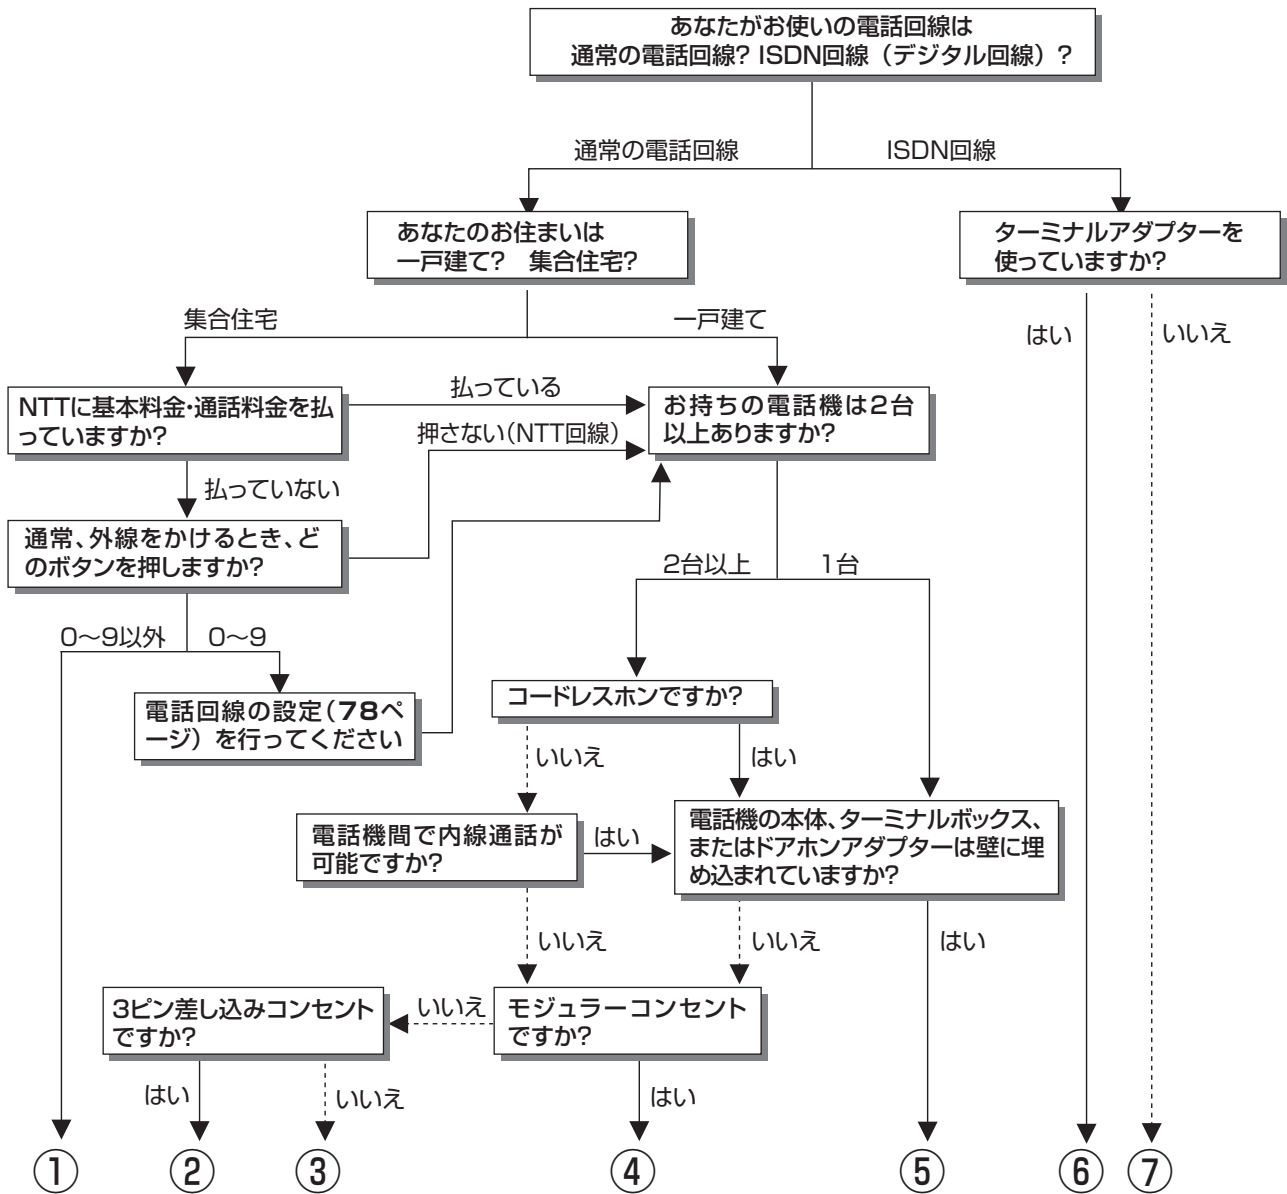 あなたがお使いの電話回線は
通常の電話回線? ISDN回線（デジタル回線）?
通常の電話回線
ISDN回線
あなたのお住まいは
一戸建て?　集合住宅?
ターミナルアダプターを
使っていますか?
集合住宅
一戸建て
はい
いいえ
NTTに基本料金・通話料金を払
っていますか?
払っている
お持ちの電話機は2台
以上ありますか?
押さない（NTT回線）
払っていない
通常、外線をかけるとき、ど
のボタンを押しますか?
2台以上
1台
0～9以外
0～9
電話回線の設定（78ペ
ージ）を行ってください
コードレスホンですか?
いいえ
はい
電話機間で内線通話が
可能ですか?
はい
電話機の本体、ターミナルボックス、
またはドアホンアダプターは壁に埋
め込まれていますか?
いいえ
いいえ
はい
3ピン差し込みコンセント
ですか?
いいえ
モジュラーコンセント
ですか?
はい
いいえ
はい
①
②
③
④
⑤
⑥
⑦